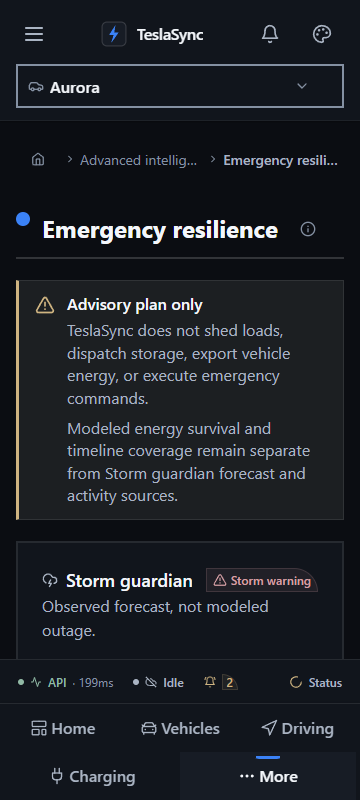 TeslaSync
Aurora
Advanced intellig... Emergency resili...
Emergency resilience
Advisory plan only
TeslaSync does not shed loads,
dispatch storage, export vehicle
energy, or execute emergency
commands.
Modeled energy survival and
timeline coverage remain separate
from Storm guardian forecast and
activity sources.
Storm guardian Storm warning
Observed forecast, not modeled
outage.
API · 199ms Idle 2 Status
Home Vehicles Driving
Charging More